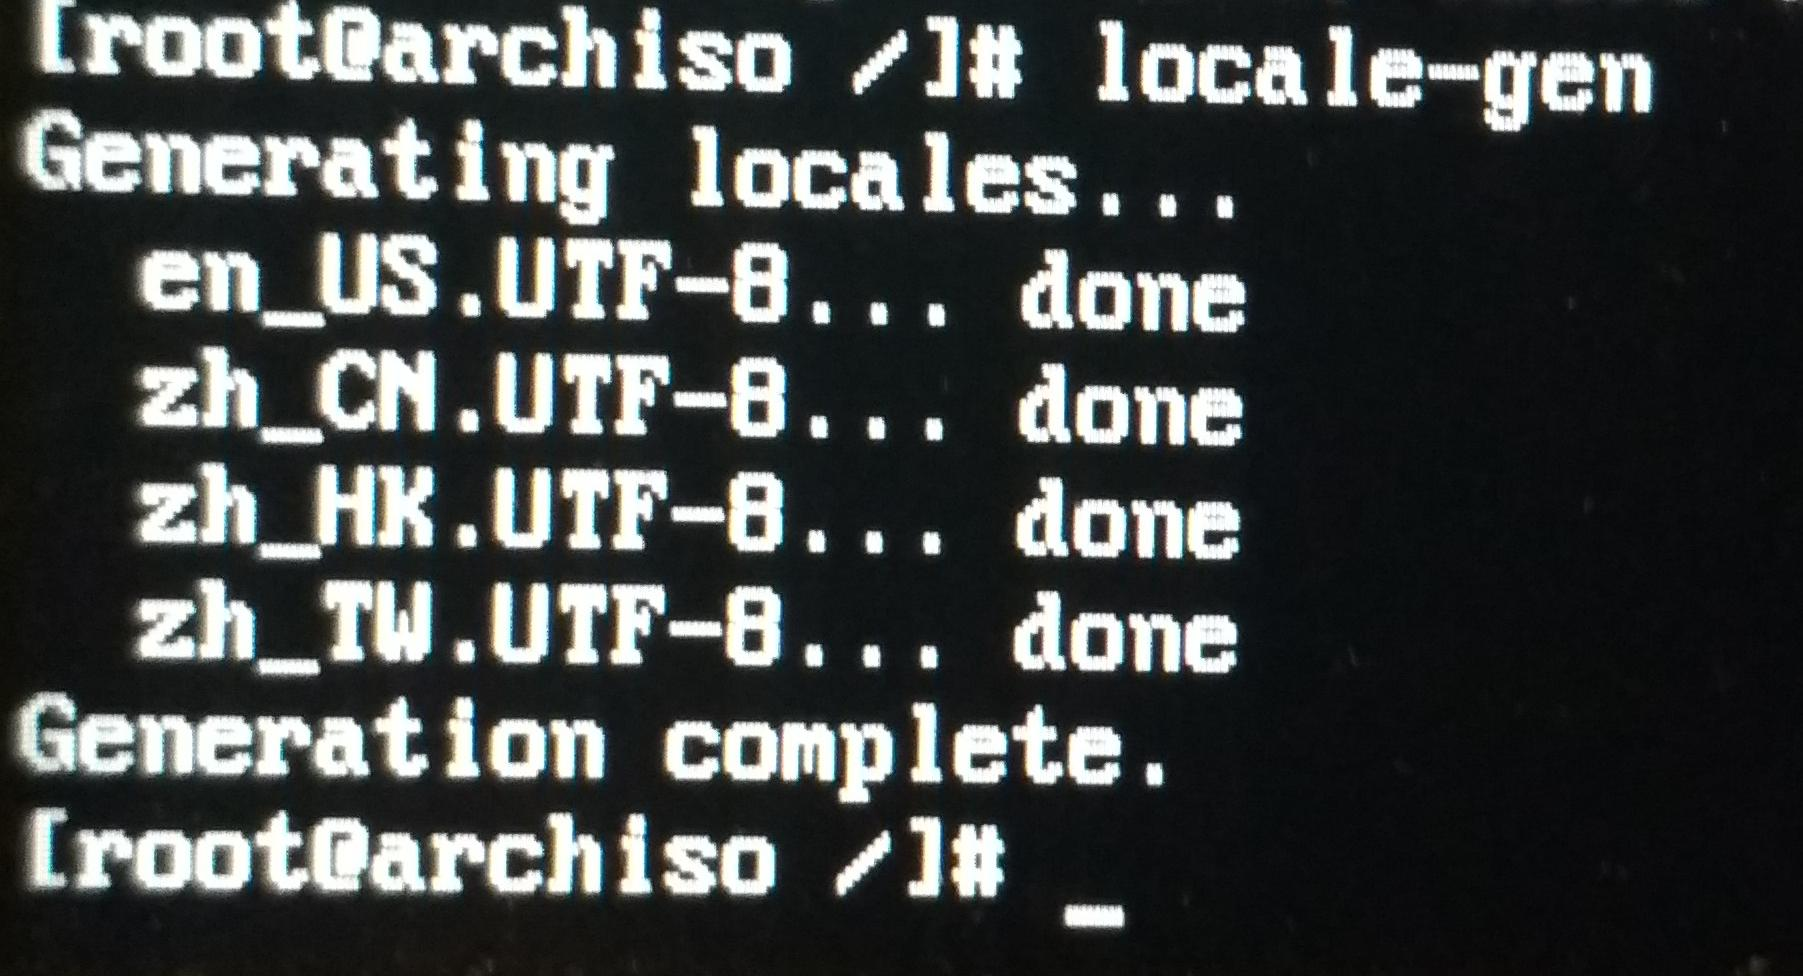 [root@archiso /]# locale-gen
Generating locales...
  en_US.UTF-8... done
  zh_CN.UTF-8... done
  zh_HK.UTF-8... done
  zh_TW.UTF-8... done
Generation complete.
[root@archiso /]# _